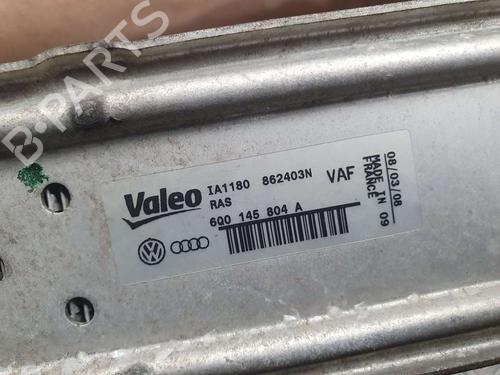 B-PARTS
Valeo
IA1180 862403N
RAS
VAF
6Q0 145 804 A
MADE IN
FRANCE
08/03/08
09